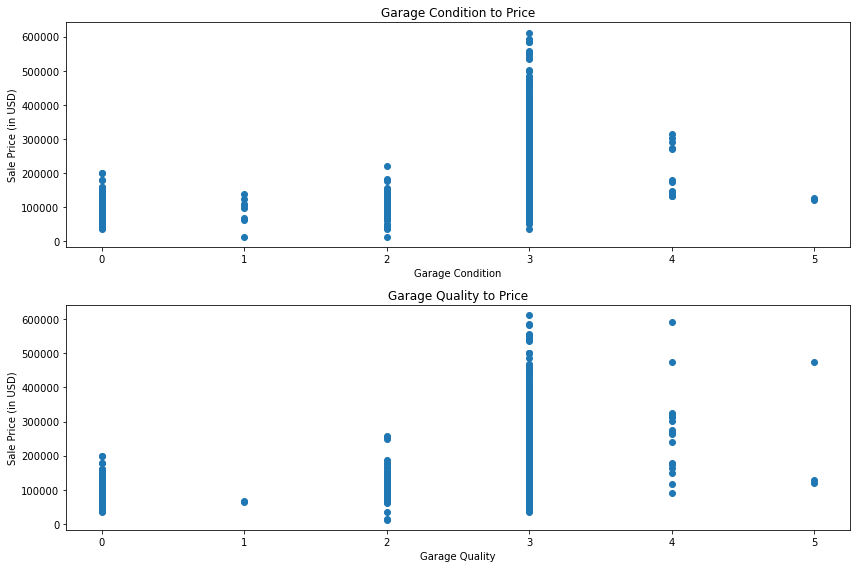 Garage Condition to Price
Sale Price (in USD)
600000
500000
400000
300000
200000
100000
0
0 1 2 3 4 5
Garage Condition
Garage Quality to Price
Sale Price (in USD)
600000
500000
400000
300000
200000
100000
0
0 1 2 3 4 5
Garage Quality